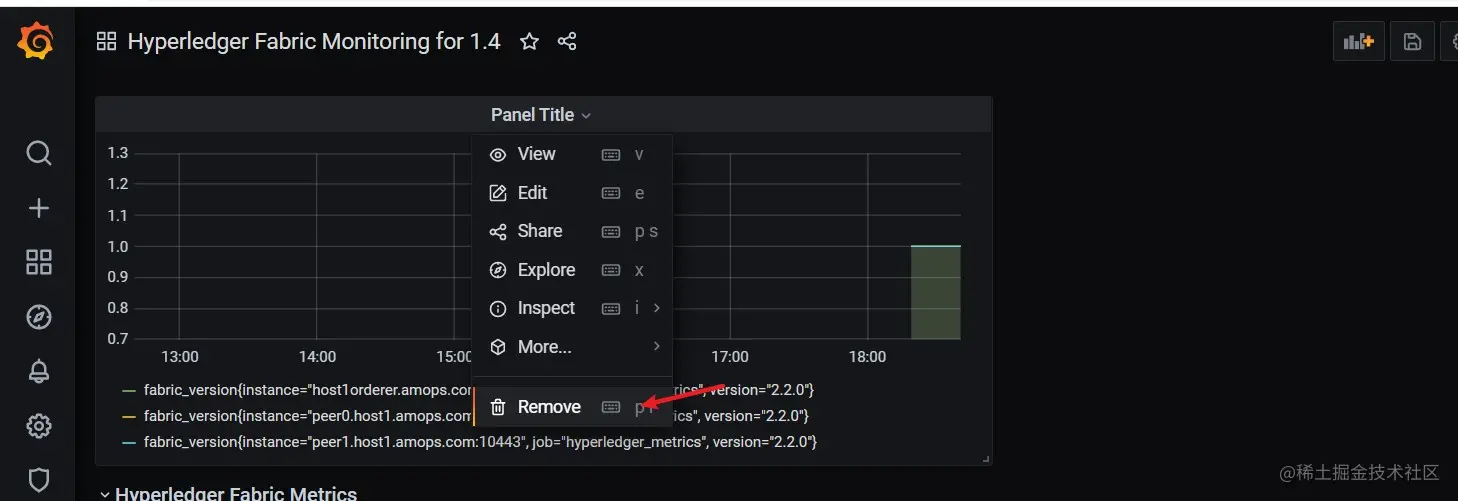 Hyperledger Fabric Monitoring for 1.4
Panel Title
1.3
1.2
1.1
1.0
0.9
0.8
0.7
13:00
14:00
15:00
17:00
18:00
View v
Edit e
Share p s
Explore x
Inspect i
More...
Remove p r
fabric_version{instance="host1orderer.amops.com rics", version="2.2.0"}
fabric_version{instance="peer0.host1.amops.com rics", version="2.2.0"}
fabric_version{instance="peer1.host1.amops.com:10443", job="hyperledger_metrics", version="2.2.0"}
Hyperledger Fabric Metrics
@稀土掘金技术社区